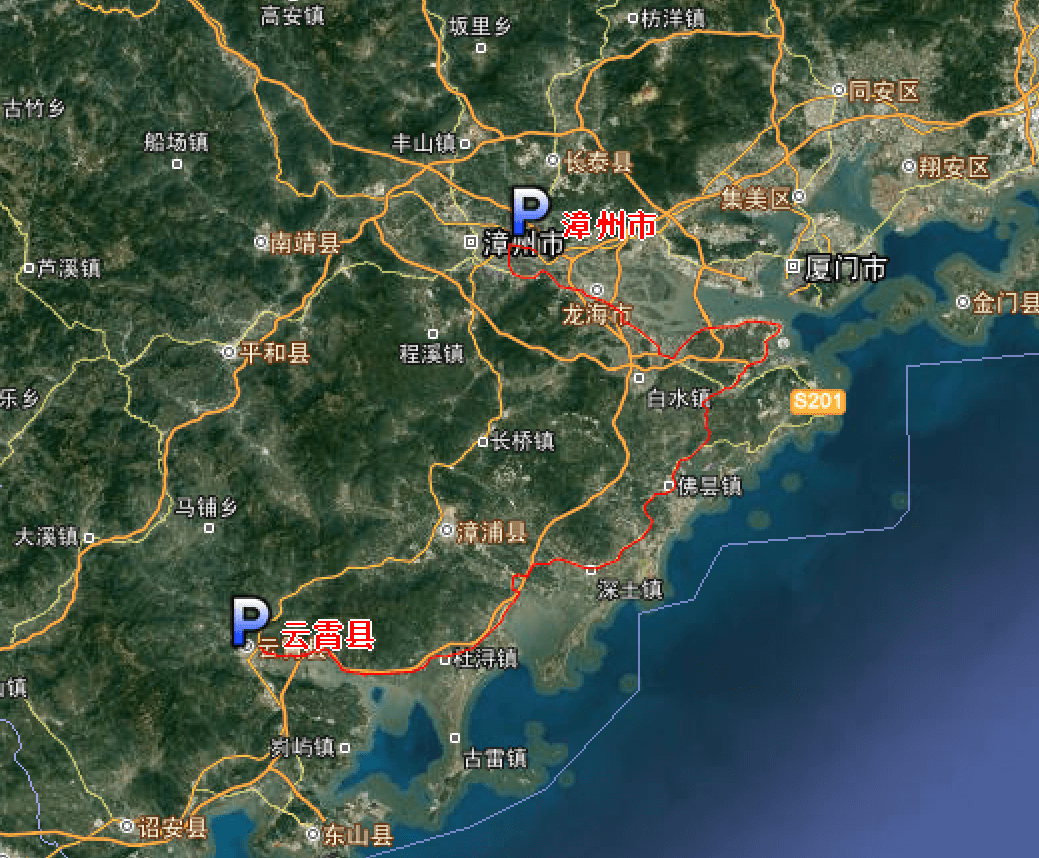 高安镇
坂里乡
枋洋镇
古竹乡
同安区
船场镇
丰山镇
长泰县
翔安区
集美区
P
漳州市
南靖县
漳州市
芦溪镇
厦门市
龙海市
金门县
平和县
程溪镇
乐乡
白水镇
S201
长桥镇
佛昙镇
马铺乡
大溪镇
漳浦县
深土镇
P
云霄县
杜浔镇
镇
古雷镇
诏安县
东山县